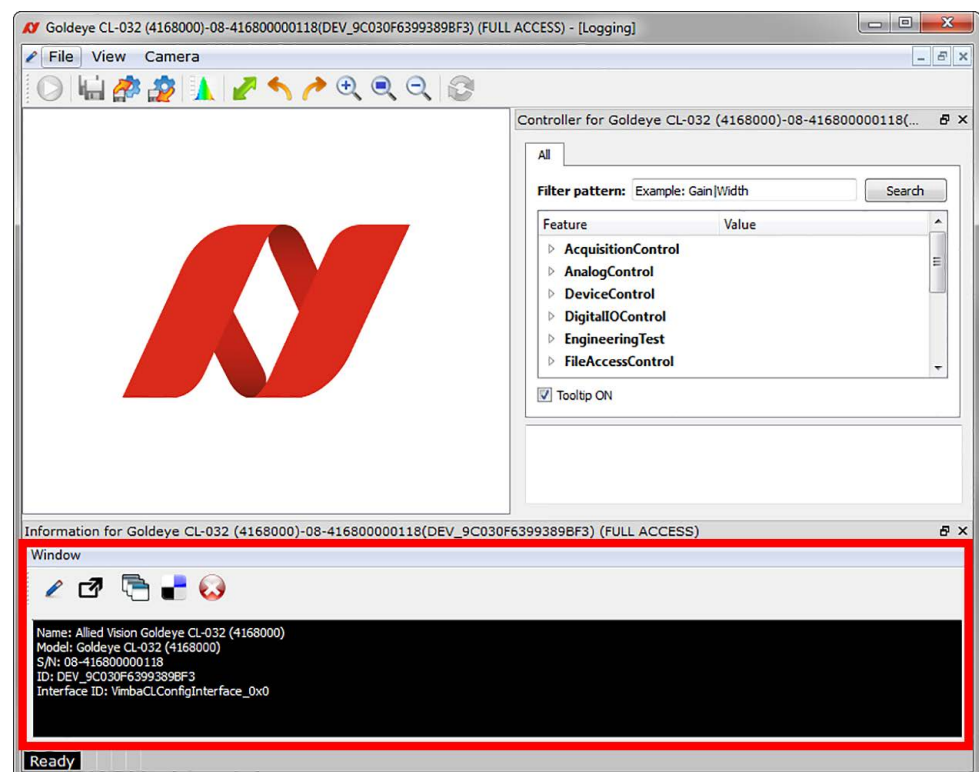 Goldeye CL-032 (4168000)-08-416800000118(DEV_9C030F6399389BF3) (FULL ACCESS) - [Logging]
File View Camera
Controller for Goldeye CL-032 (4168000)-08-416800000118(...
All
Filter pattern: Example: Gain|Width Search
Feature Value
AcquisitionControl
AnalogControl
DeviceControl
DigitalIOControl
EngineeringTest
FileAccessControl
Tooltip ON
Information for Goldeye CL-032 (4168000)-08-416800000118(DEV_9C030F6399389BF3) (FULL ACCESS)
Window
Name: Allied Vision Goldeye CL-032 (4168000)
Model: Goldeye CL-032 (4168000)
S/N: 08-416800000118
ID: DEV_9C030F6399389BF3
Interface ID: VimbaCLConfigInterface_0x0
Ready